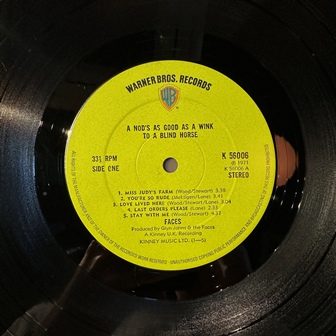 WARNER BROS. RECORDS
WB
A NOD'S AS GOOD AS A WINK
TO A BLIND HORSE
33⅓ RPM
SIDE ONE
K 56006
℗ 1971
K 56006 A
STEREO
1. MISS JUDY'S FARM (Wood/Stewart) 3.38
2. YOU'RE SO RUDE (McLagan/Lane) 3.41
3. LOVE LIVED HERE (Wood/Stewart/Lane) 3.04
4. LAST ORDERS PLEASE (Lane) 2.33
5. STAY WITH ME (Wood/Stewart) 4.37
FACES
Produced by Glyn Johns & the Faces
A Kinney U.K. Recording
KINNEY MUSIC LTD. (1—5)